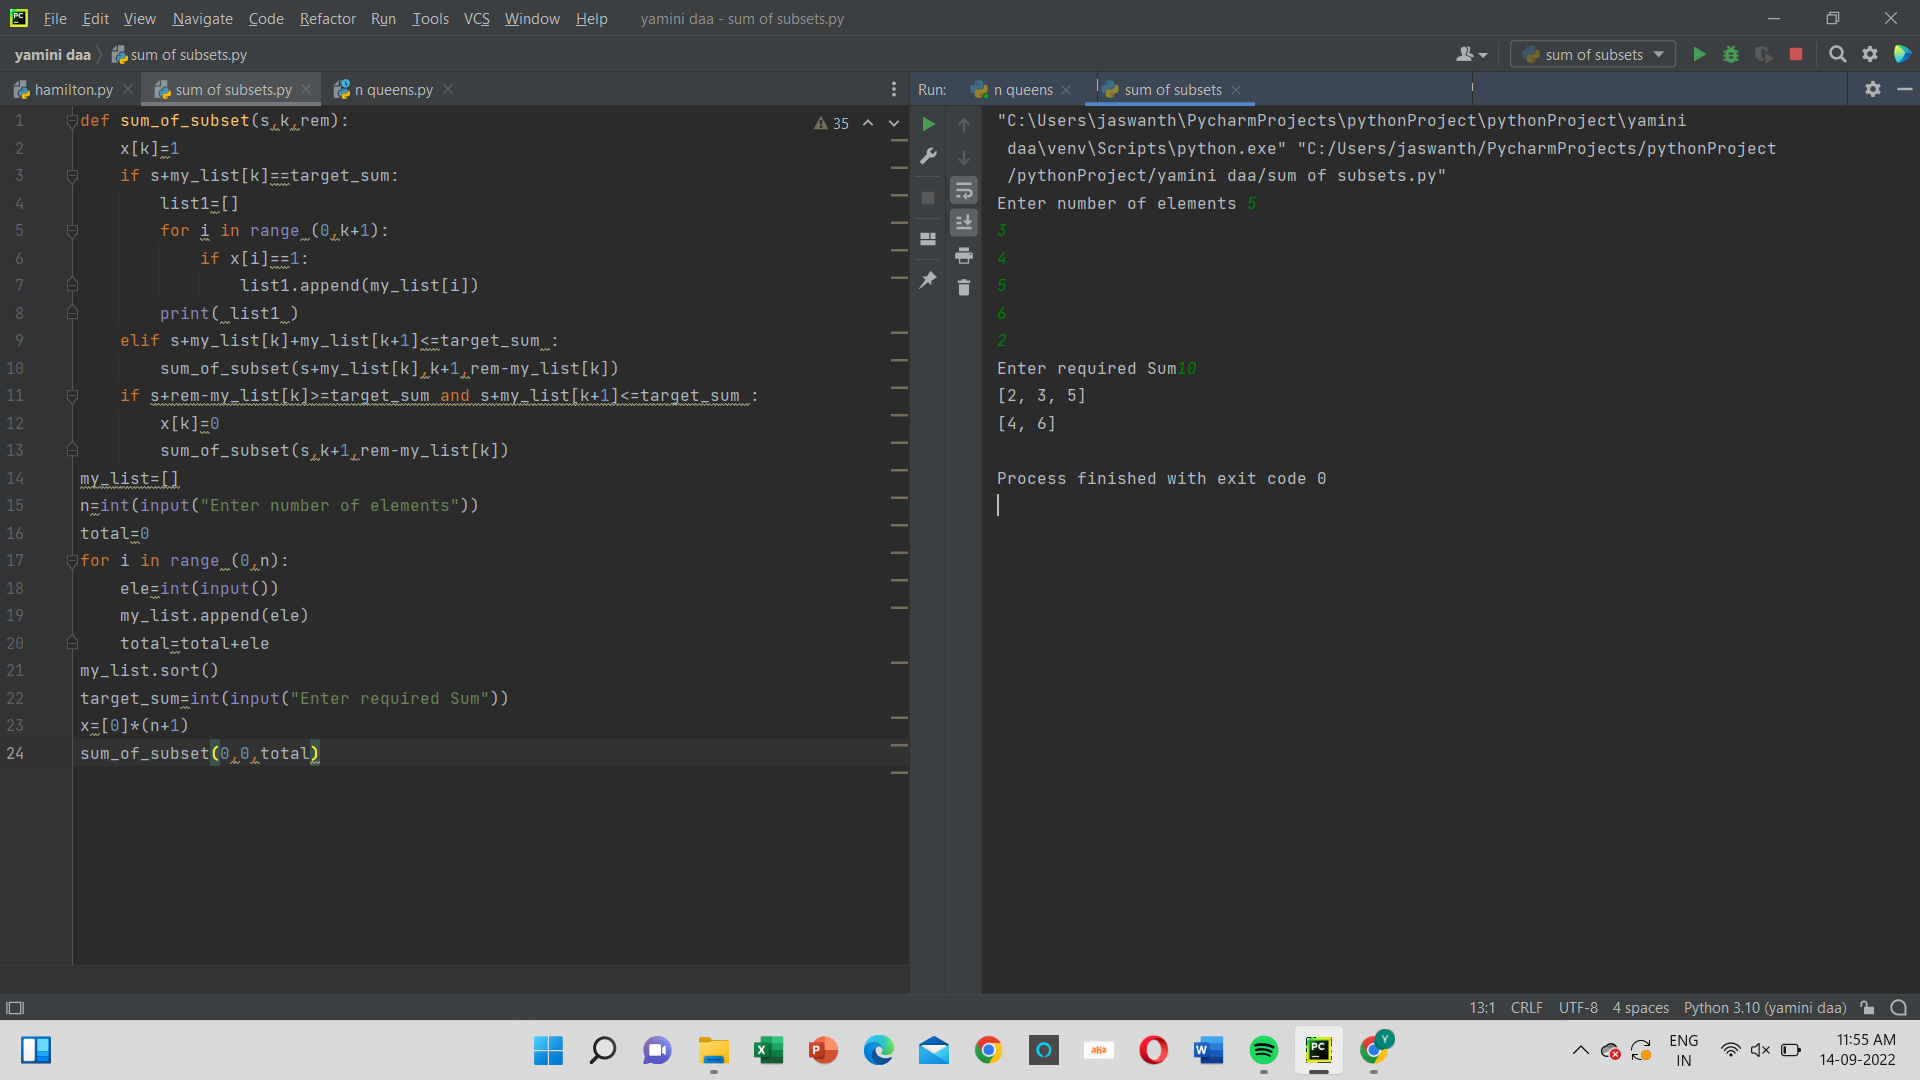 File Edit View Navigate Code Refactor Run Tools VCS Window Help yamini daa - sum of subsets.py
yamini daa sum of subsets.py sum of subsets
hamilton.py sum of subsets.py n queens.py Run: n queens sum of subsets
35
1 def sum_of_subset(s,k,rem):
2 x[k]=1
3 if s+my_list[k]==target_sum:
4 list1=[]
5 for i in range (0,k+1):
6 if x[i]==1:
7 list1.append(my_list[i])
8 print( list1 )
9 elif s+my_list[k]+my_list[k+1]<=target_sum :
10 sum_of_subset(s+my_list[k],k+1,rem-my_list[k])
11 if s+rem-my_list[k]>=target_sum and s+my_list[k+1]<=target_sum :
12 x[k]=0
13 sum_of_subset(s,k+1,rem-my_list[k])
14 my_list=[]
15 n=int(input("Enter number of elements"))
16 total=0
17 for i in range (0,n):
18 ele=int(input())
19 my_list.append(ele)
20 total=total+ele
21 my_list.sort()
22 target_sum=int(input("Enter required Sum"))
23 x=[0]*(n+1)
24 sum_of_subset(0,0,total)
"C:\Users\jaswanth\PycharmProjects\pythonProject\pythonProject\yamini
daa\venv\Scripts\python.exe" "C:/Users/jaswanth/PycharmProjects/pythonProject
/pythonProject/yamini daa/sum of subsets.py"
Enter number of elements 5
3
4
5
6
2
Enter required Sum10
[2, 3, 5]
[4, 6]
Process finished with exit code 0
13:1 CRLF UTF-8 4 spaces Python 3.10 (yamini daa)
ENG 11:55 AM
IN 14-09-2022